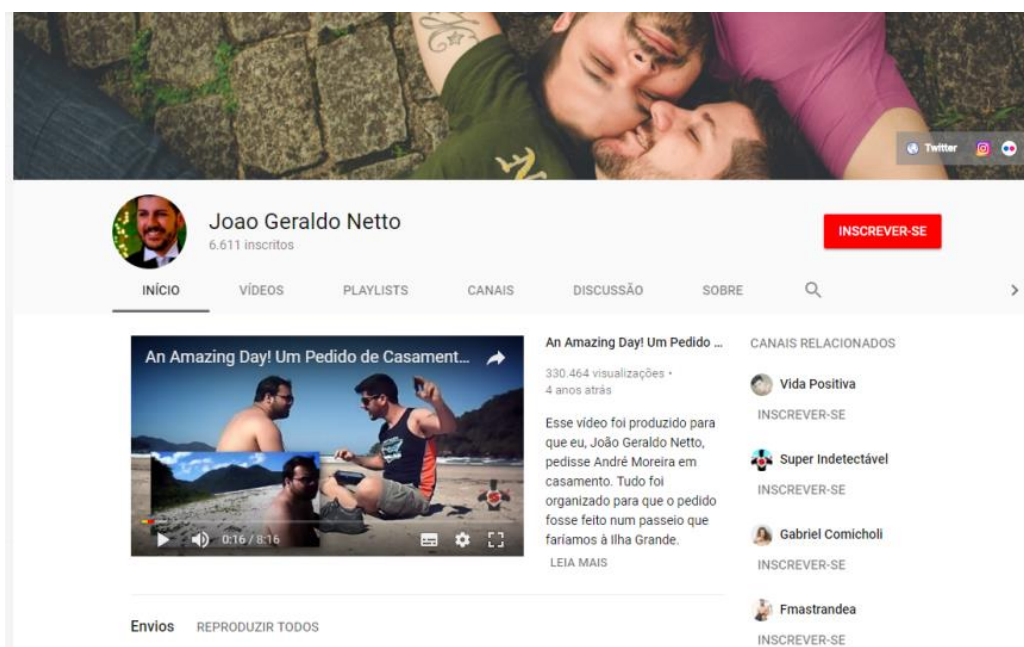 Twitter
Joao Geraldo Netto
6.611 inscritos
INSCREVER-SE
INÍCIO
VÍDEOS
PLAYLISTS
CANAIS
DISCUSSÃO
SOBRE
An Amazing Day! Um Pedido de Casament...
0:16 / 8:16
An Amazing Day! Um Pedido ...
330.464 visualizações •
4 anos atrás
Esse vídeo foi produzido para
que eu, João Geraldo Netto,
pedisse André Moreira em
casamento. Tudo foi
organizado para que o pedido
fosse feito num passeio que
faríamos à Ilha Grande.
LEIA MAIS
CANAIS RELACIONADOS
Vida Positiva
INSCREVER-SE
Super Indetectável
INSCREVER-SE
Gabriel Comicholi
INSCREVER-SE
Fmastrandea
INSCREVER-SE
Envios REPRODUZIR TODOS